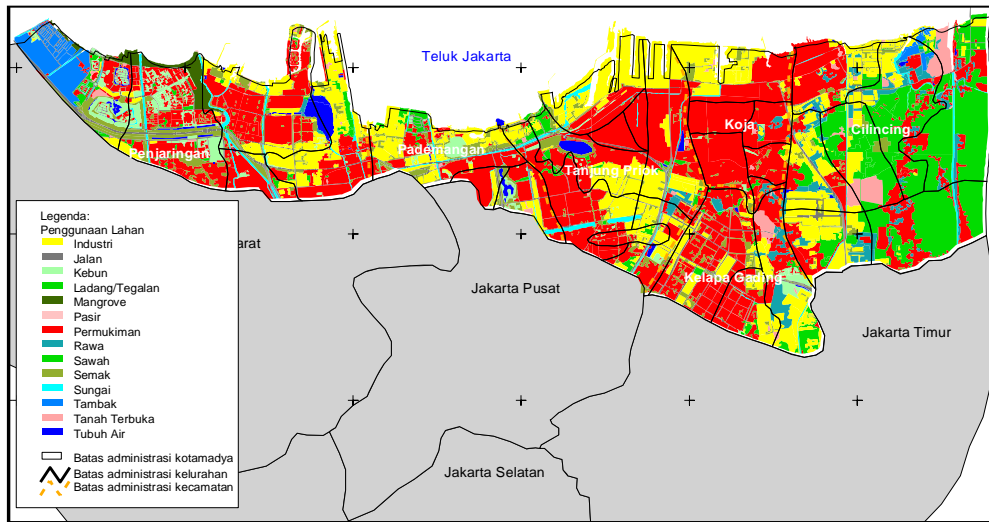 Teluk Jakarta
Penjaringan
Pademangan
Tanjung Priok
Koja
Cilincing
Kelapa Gading
arat
Jakarta Pusat
Jakarta Timur
Jakarta Selatan
Legenda:
Penggunaan Lahan
Industri
Jalan
Kebun
Ladang/Tegalan
Mangrove
Pasir
Permukiman
Rawa
Sawah
Semak
Sungai
Tambak
Tanah Terbuka
Tubuh Air
Batas administrasi kotamadya
Batas administrasi kelurahan
Batas administrasi kecamatan